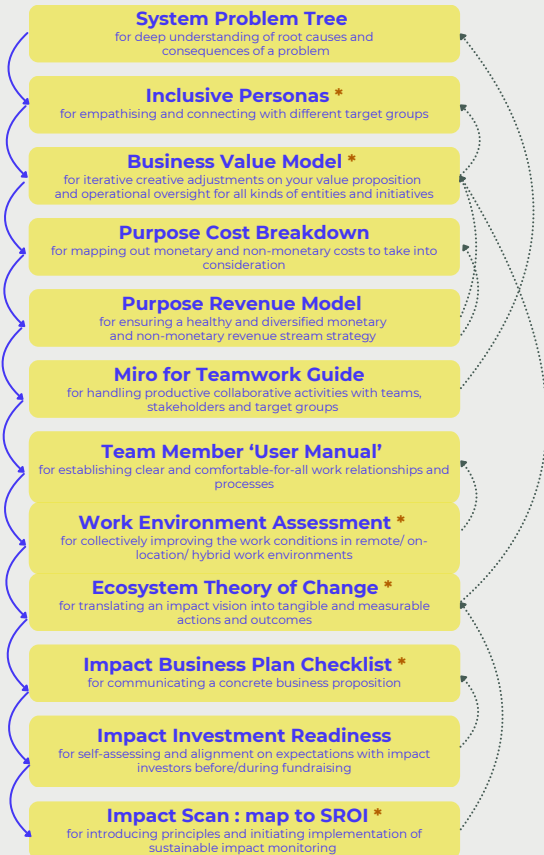 System Problem Tree
for deep understanding of root causes and
consequences of a problem
Inclusive Personas *
for empathising and connecting with different target groups
Business Value Model *
for iterative creative adjustments on your value proposition
and operational oversight for all kinds of entities and initiatives
Purpose Cost Breakdown
for mapping out monetary and non-monetary costs to take into
consideration
Purpose Revenue Model
for ensuring a healthy and diversified monetary
and non-monetary revenue stream strategy
Miro for Teamwork Guide
for handling productive collaborative activities with teams,
stakeholders and target groups
Team Member ‘User Manual’
for establishing clear and comfortable-for-all work relationships and
processes
Work Environment Assessment *
for collectively improving the work conditions in remote/ on-
location/ hybrid work environments
Ecosystem Theory of Change *
for translating an impact vision into tangible and measurable
actions and outcomes
Impact Business Plan Checklist *
for communicating a concrete business proposition
Impact Investment Readiness
for self-assessing and alignment on expectations with impact
investors before/during fundraising
Impact Scan : map to SROI *
for introducing principles and initiating implementation of
sustainable impact monitoring